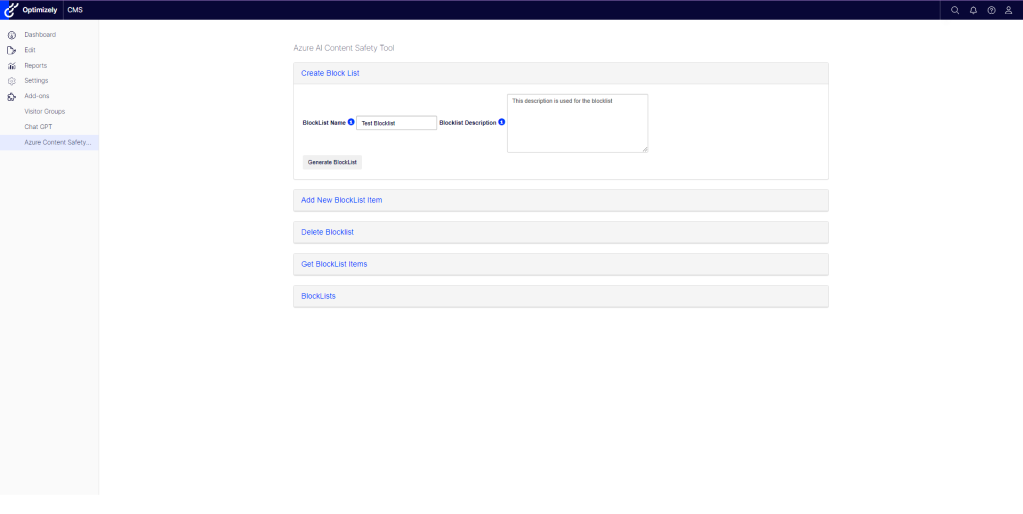 Optimizely CMS
Dashboard
Edit
Reports
Settings
Add-ons
Visitor Groups
Chat GPT
Azure Content Safety...
Azure AI Content Safety Tool
Create Block List
This description is used for the blocklist
BlockList Name Test Blocklist Blocklist Description
Generate BlockList
Add New BlockList Item
Delete Blocklist
Get BlockList Items
BlockLists